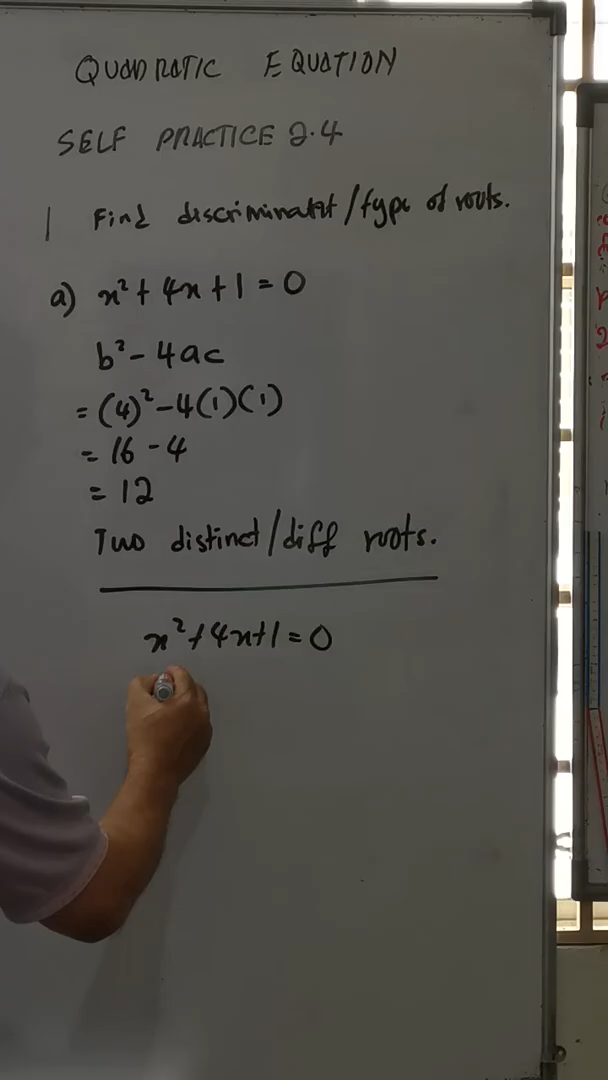 QUADRATIC EQUATION
SELF PRACTICE 2.4
1 Find discriminant/type of roots.
a) x² + 4x + 1 = 0
b² - 4ac
= (4)² - 4(1)(1)
= 16 - 4
= 12
Two distinct/diff roots.
x² + 4x + 1 = 0